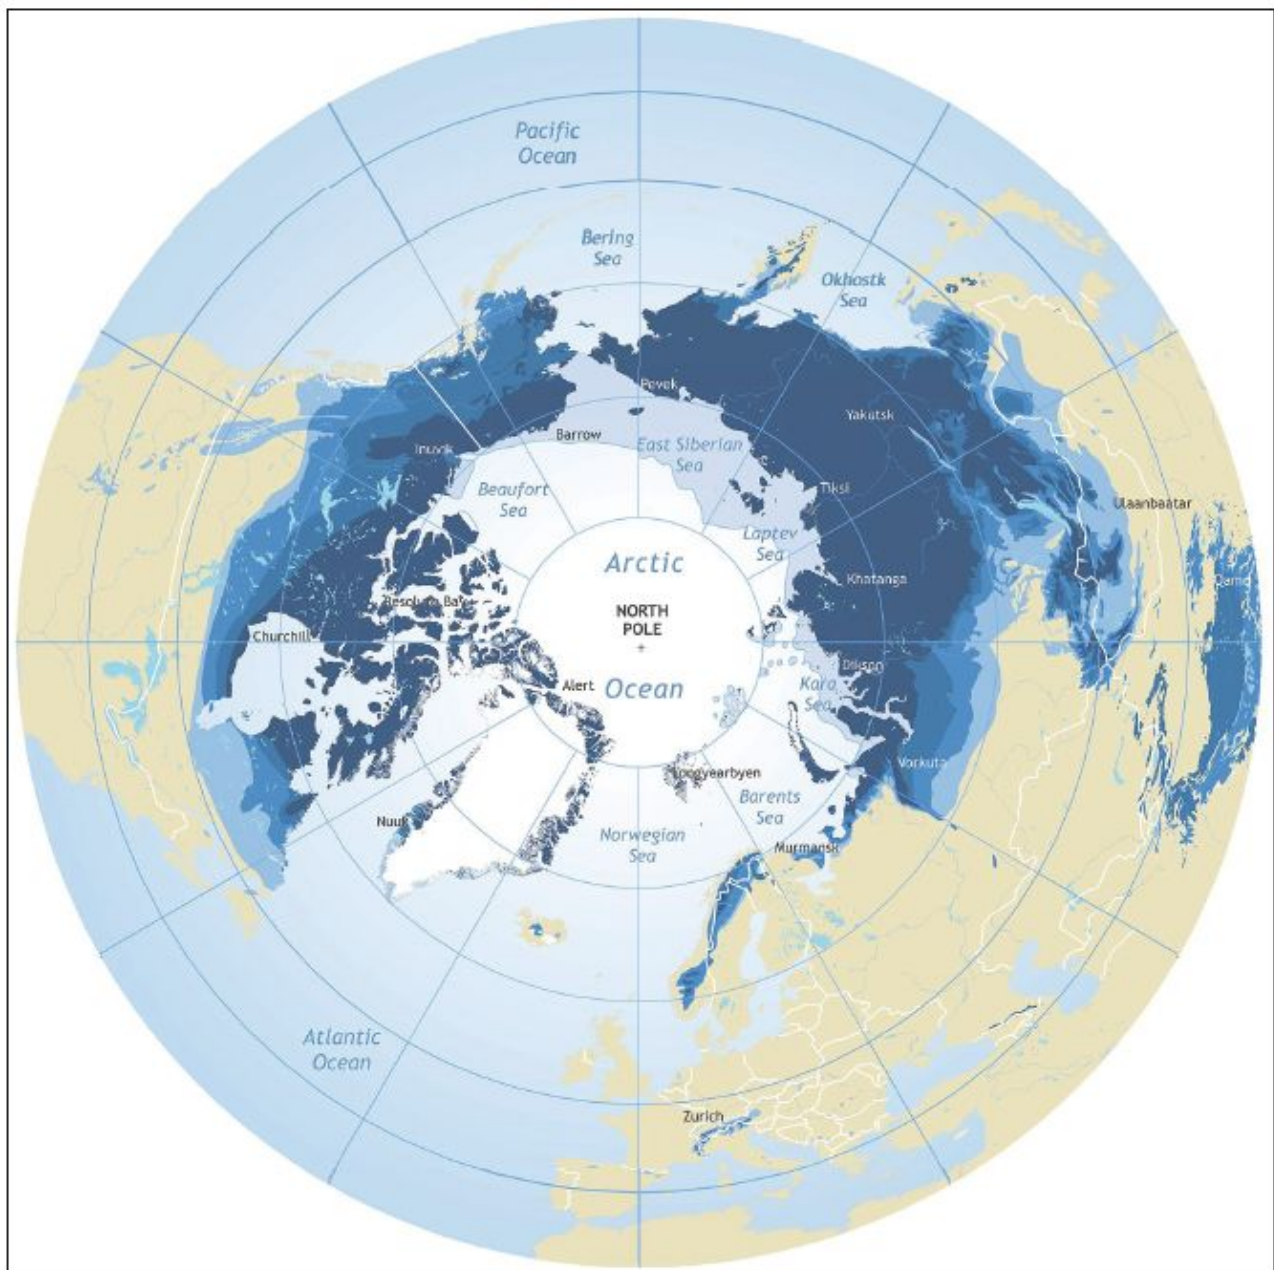 Pacific
Ocean
Bering
Sea
Okhostk
Sea
Pevek
Yakutsk
Barrow
East Siberian
Sea
Inuvik
Beaufort
Sea
Tiksi
Ulaanbaatar
Laptev
Sea
Arctic
Khatanga
Resolute Bay
NORTH
POLE
Churchill
Dikson
Alert
Ocean
Kara
Sea
Vorkuta
Longyearbyen
Barents
Sea
Nuuk
Norwegian
Sea
Murmansk
Atlantic
Ocean
Zurich